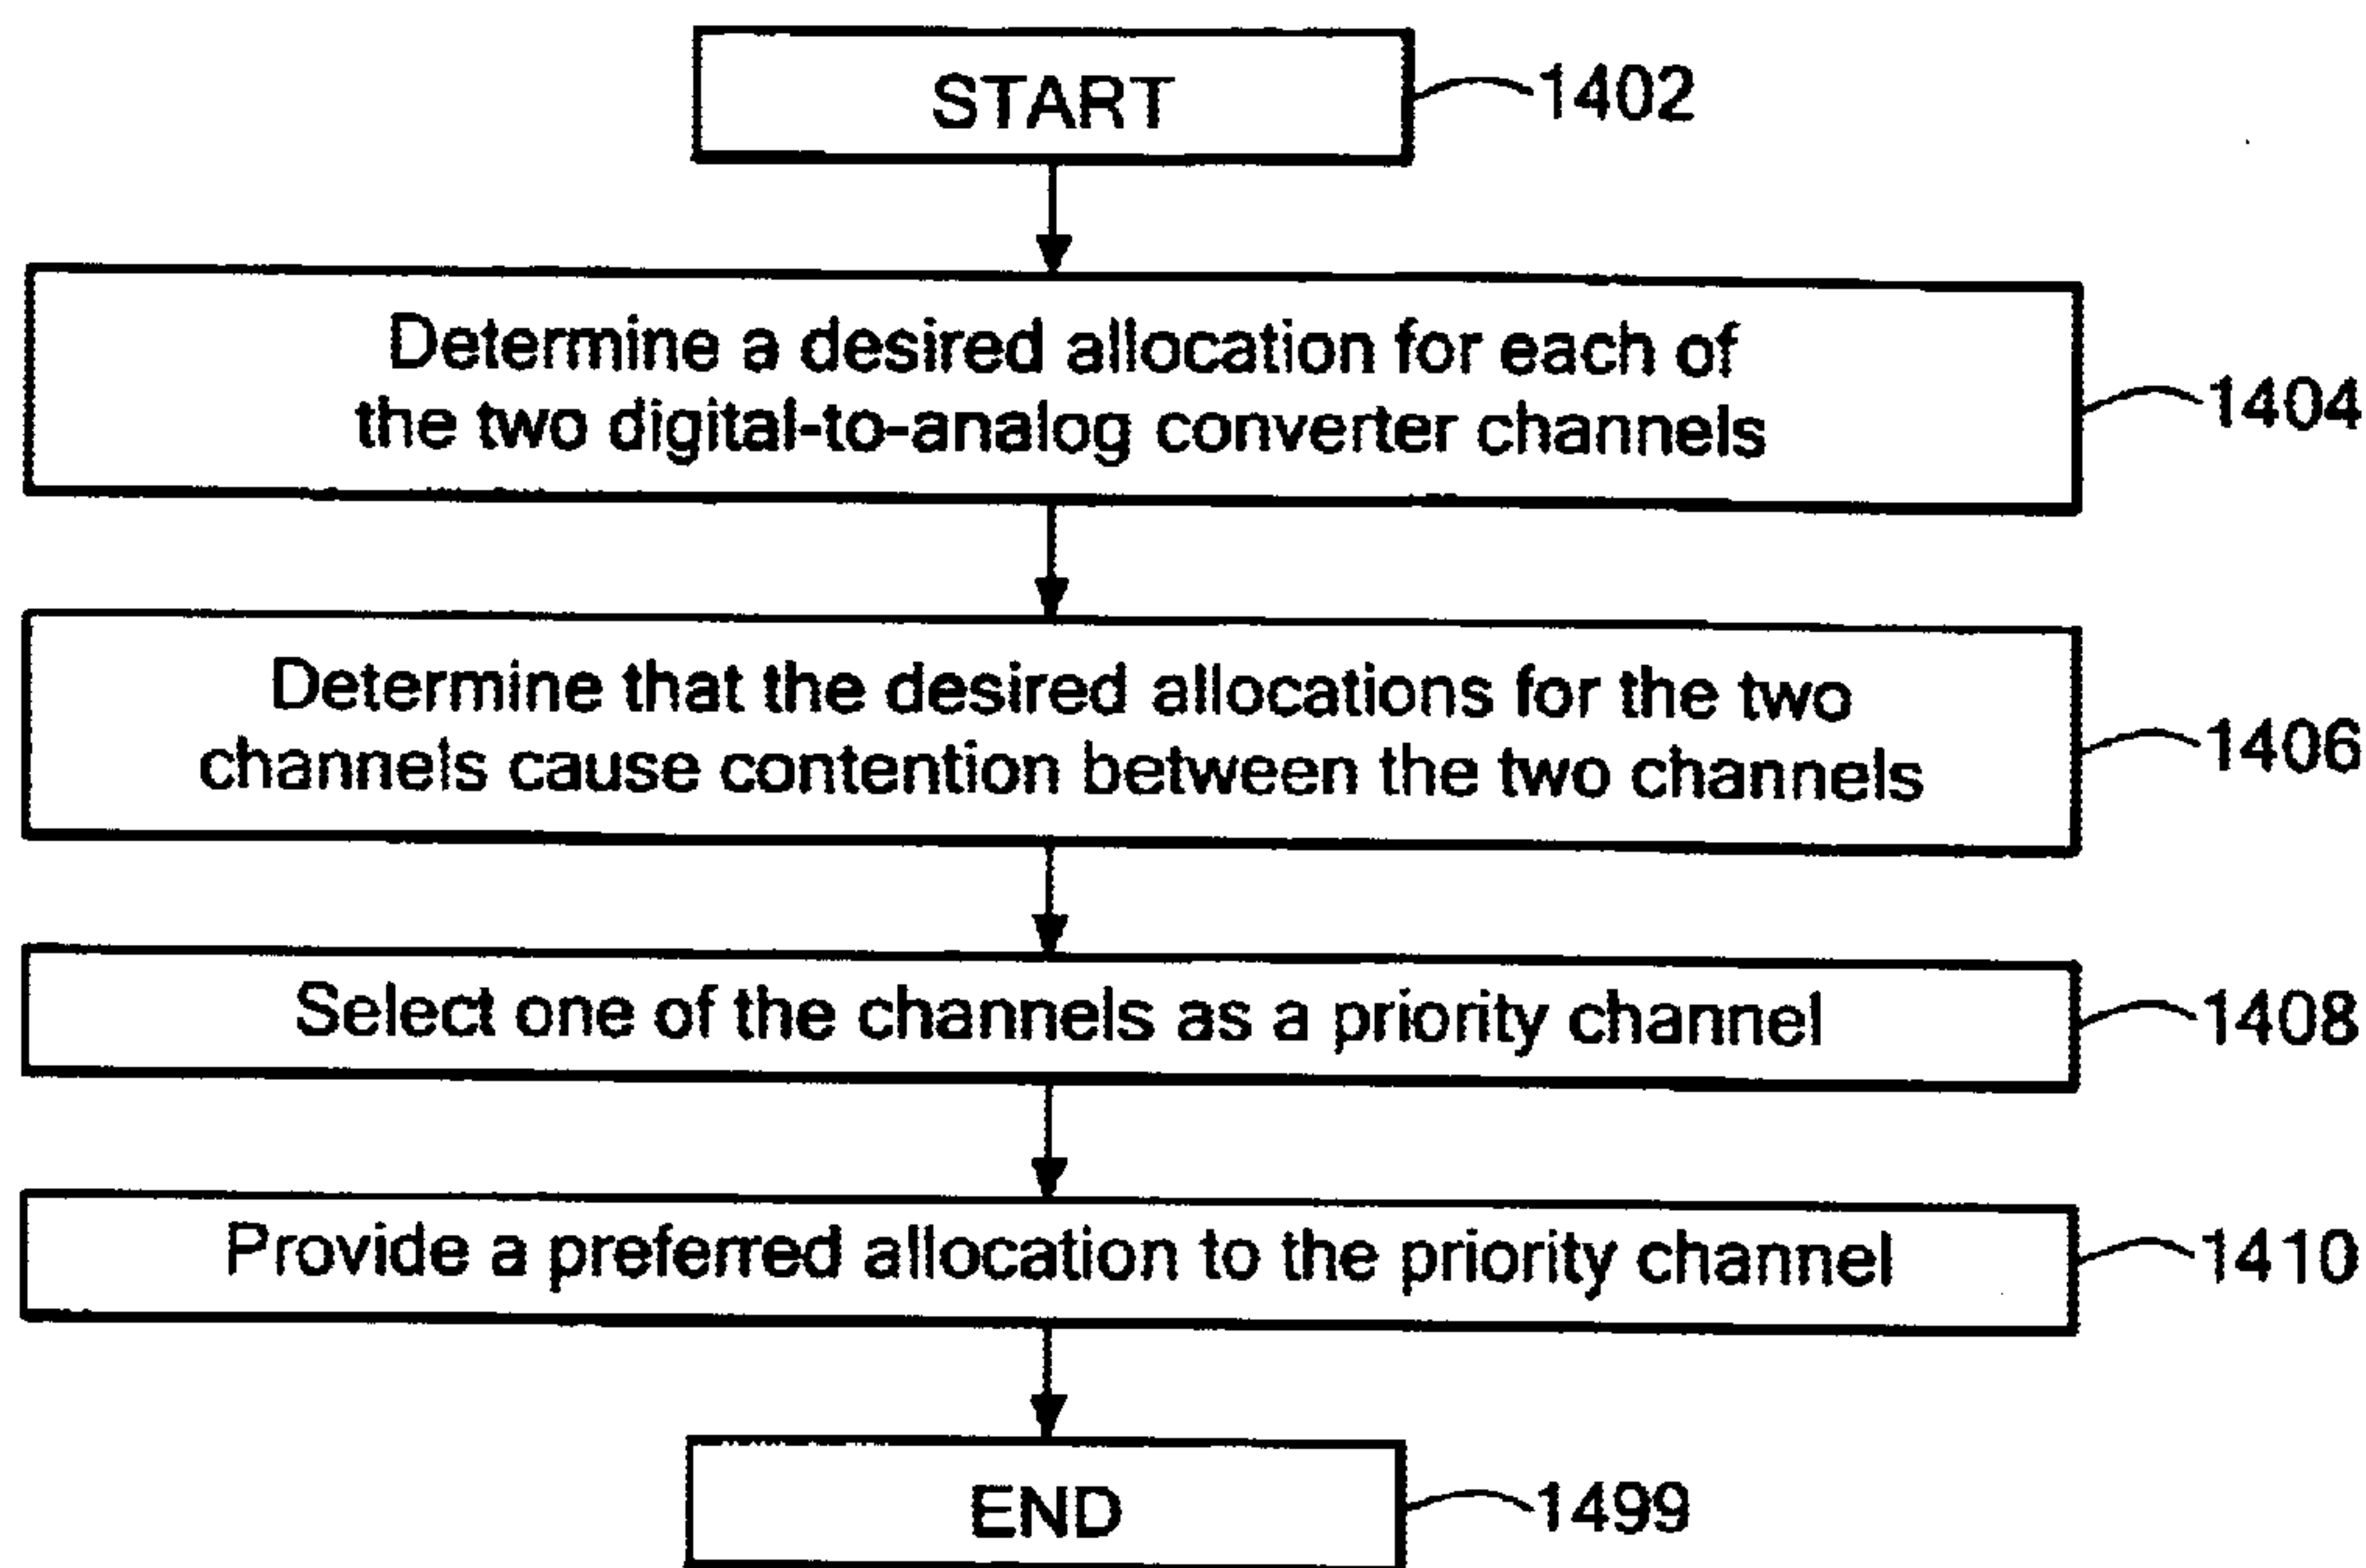 START
1402
Determine a desired allocation for each of
the two digital-to-analog converter channels
1404
Determine that the desired allocations for the two
channels cause contention between the two channels
1406
Select one of the channels as a priority channel
1408
Provide a preferred allocation to the priority channel
1410
END
1499